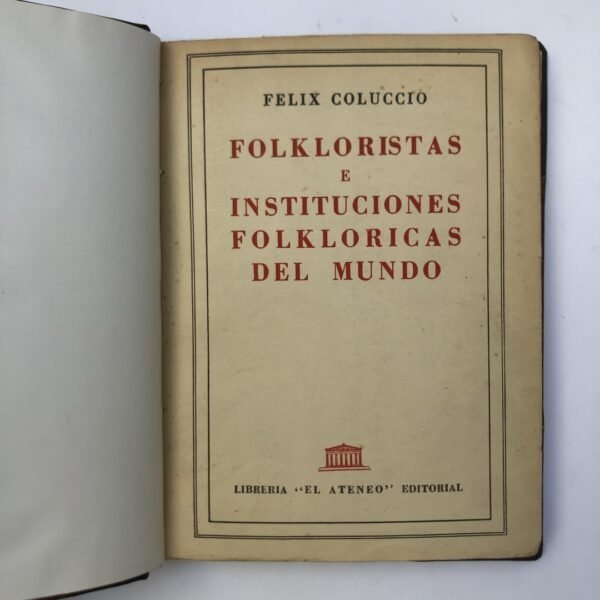 FELIX COLUCCIO
FOLKLORISTAS
E
INSTITUCIONES
FOLKLORICAS
DEL MUNDO
LIBRERIA "EL ATENEO" EDITORIAL